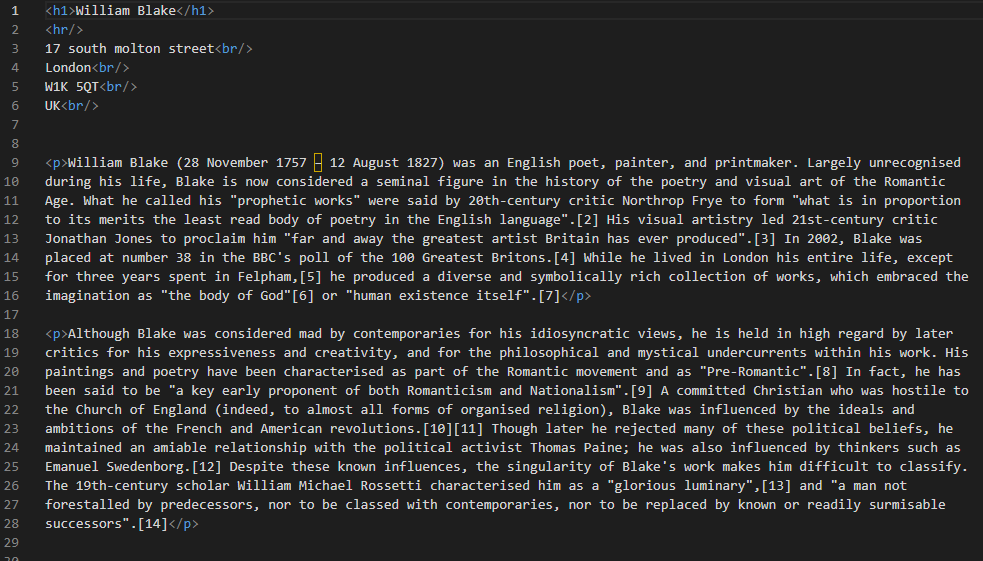 1 <h1>William Blake</h1>
2 <hr/>
3 17 south molton street<br/>
4 London<br/>
5 W1K 5QT<br/>
6 UK<br/>
7
8
9 <p>William Blake (28 November 1757 – 12 August 1827) was an English poet, painter, and printmaker. Largely unrecognised
10 during his life, Blake is now considered a seminal figure in the history of the poetry and visual art of the Romantic
11 Age. What he called his "prophetic works" were said by 20th-century critic Northrop Frye to form "what is in proportion
12 to its merits the least read body of poetry in the English language".[2] His visual artistry led 21st-century critic
13 Jonathan Jones to proclaim him "far and away the greatest artist Britain has ever produced".[3] In 2002, Blake was
14 placed at number 38 in the BBC's poll of the 100 Greatest Britons.[4] While he lived in London his entire life, except
15 for three years spent in Felpham,[5] he produced a diverse and symbolically rich collection of works, which embraced the
16 imagination as "the body of God"[6] or "human existence itself".[7]</p>
17
18 <p>Although Blake was considered mad by contemporaries for his idiosyncratic views, he is held in high regard by later
19 critics for his expressiveness and creativity, and for the philosophical and mystical undercurrents within his work. His
20 paintings and poetry have been characterised as part of the Romantic movement and as "Pre-Romantic".[8] In fact, he has
21 been said to be "a key early proponent of both Romanticism and Nationalism".[9] A committed Christian who was hostile to
22 the Church of England (indeed, to almost all forms of organised religion), Blake was influenced by the ideals and
23 ambitions of the French and American revolutions.[10][11] Though later he rejected many of these political beliefs, he
24 maintained an amiable relationship with the political activist Thomas Paine; he was also influenced by thinkers such as
25 Emanuel Swedenborg.[12] Despite these known influences, the singularity of Blake's work makes him difficult to classify.
26 The 19th-century scholar William Michael Rossetti characterised him as a "glorious luminary",[13] and "a man not
27 forestalled by predecessors, nor to be classed with contemporaries, nor to be replaced by known or readily surmisable
28 successors".[14]</p>
29